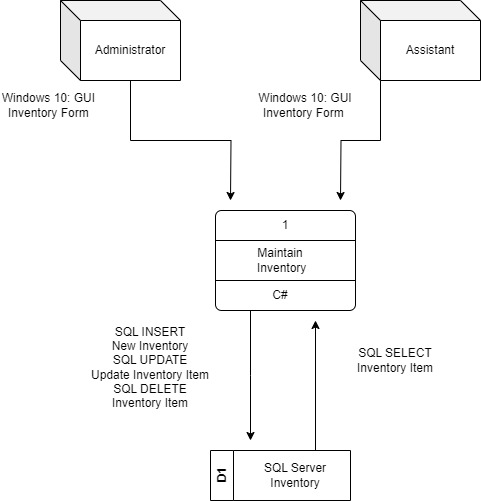 Administrator
Assistant
Windows 10: GUI
Inventory Form
Windows 10: GUI
Inventory Form
1
Maintain
Inventory
C#
SQL INSERT
New Inventory
SQL UPDATE
Update Inventory Item
SQL DELETE
Inventory Item
SQL SELECT
Inventory Item
D1
SQL Server
Inventory